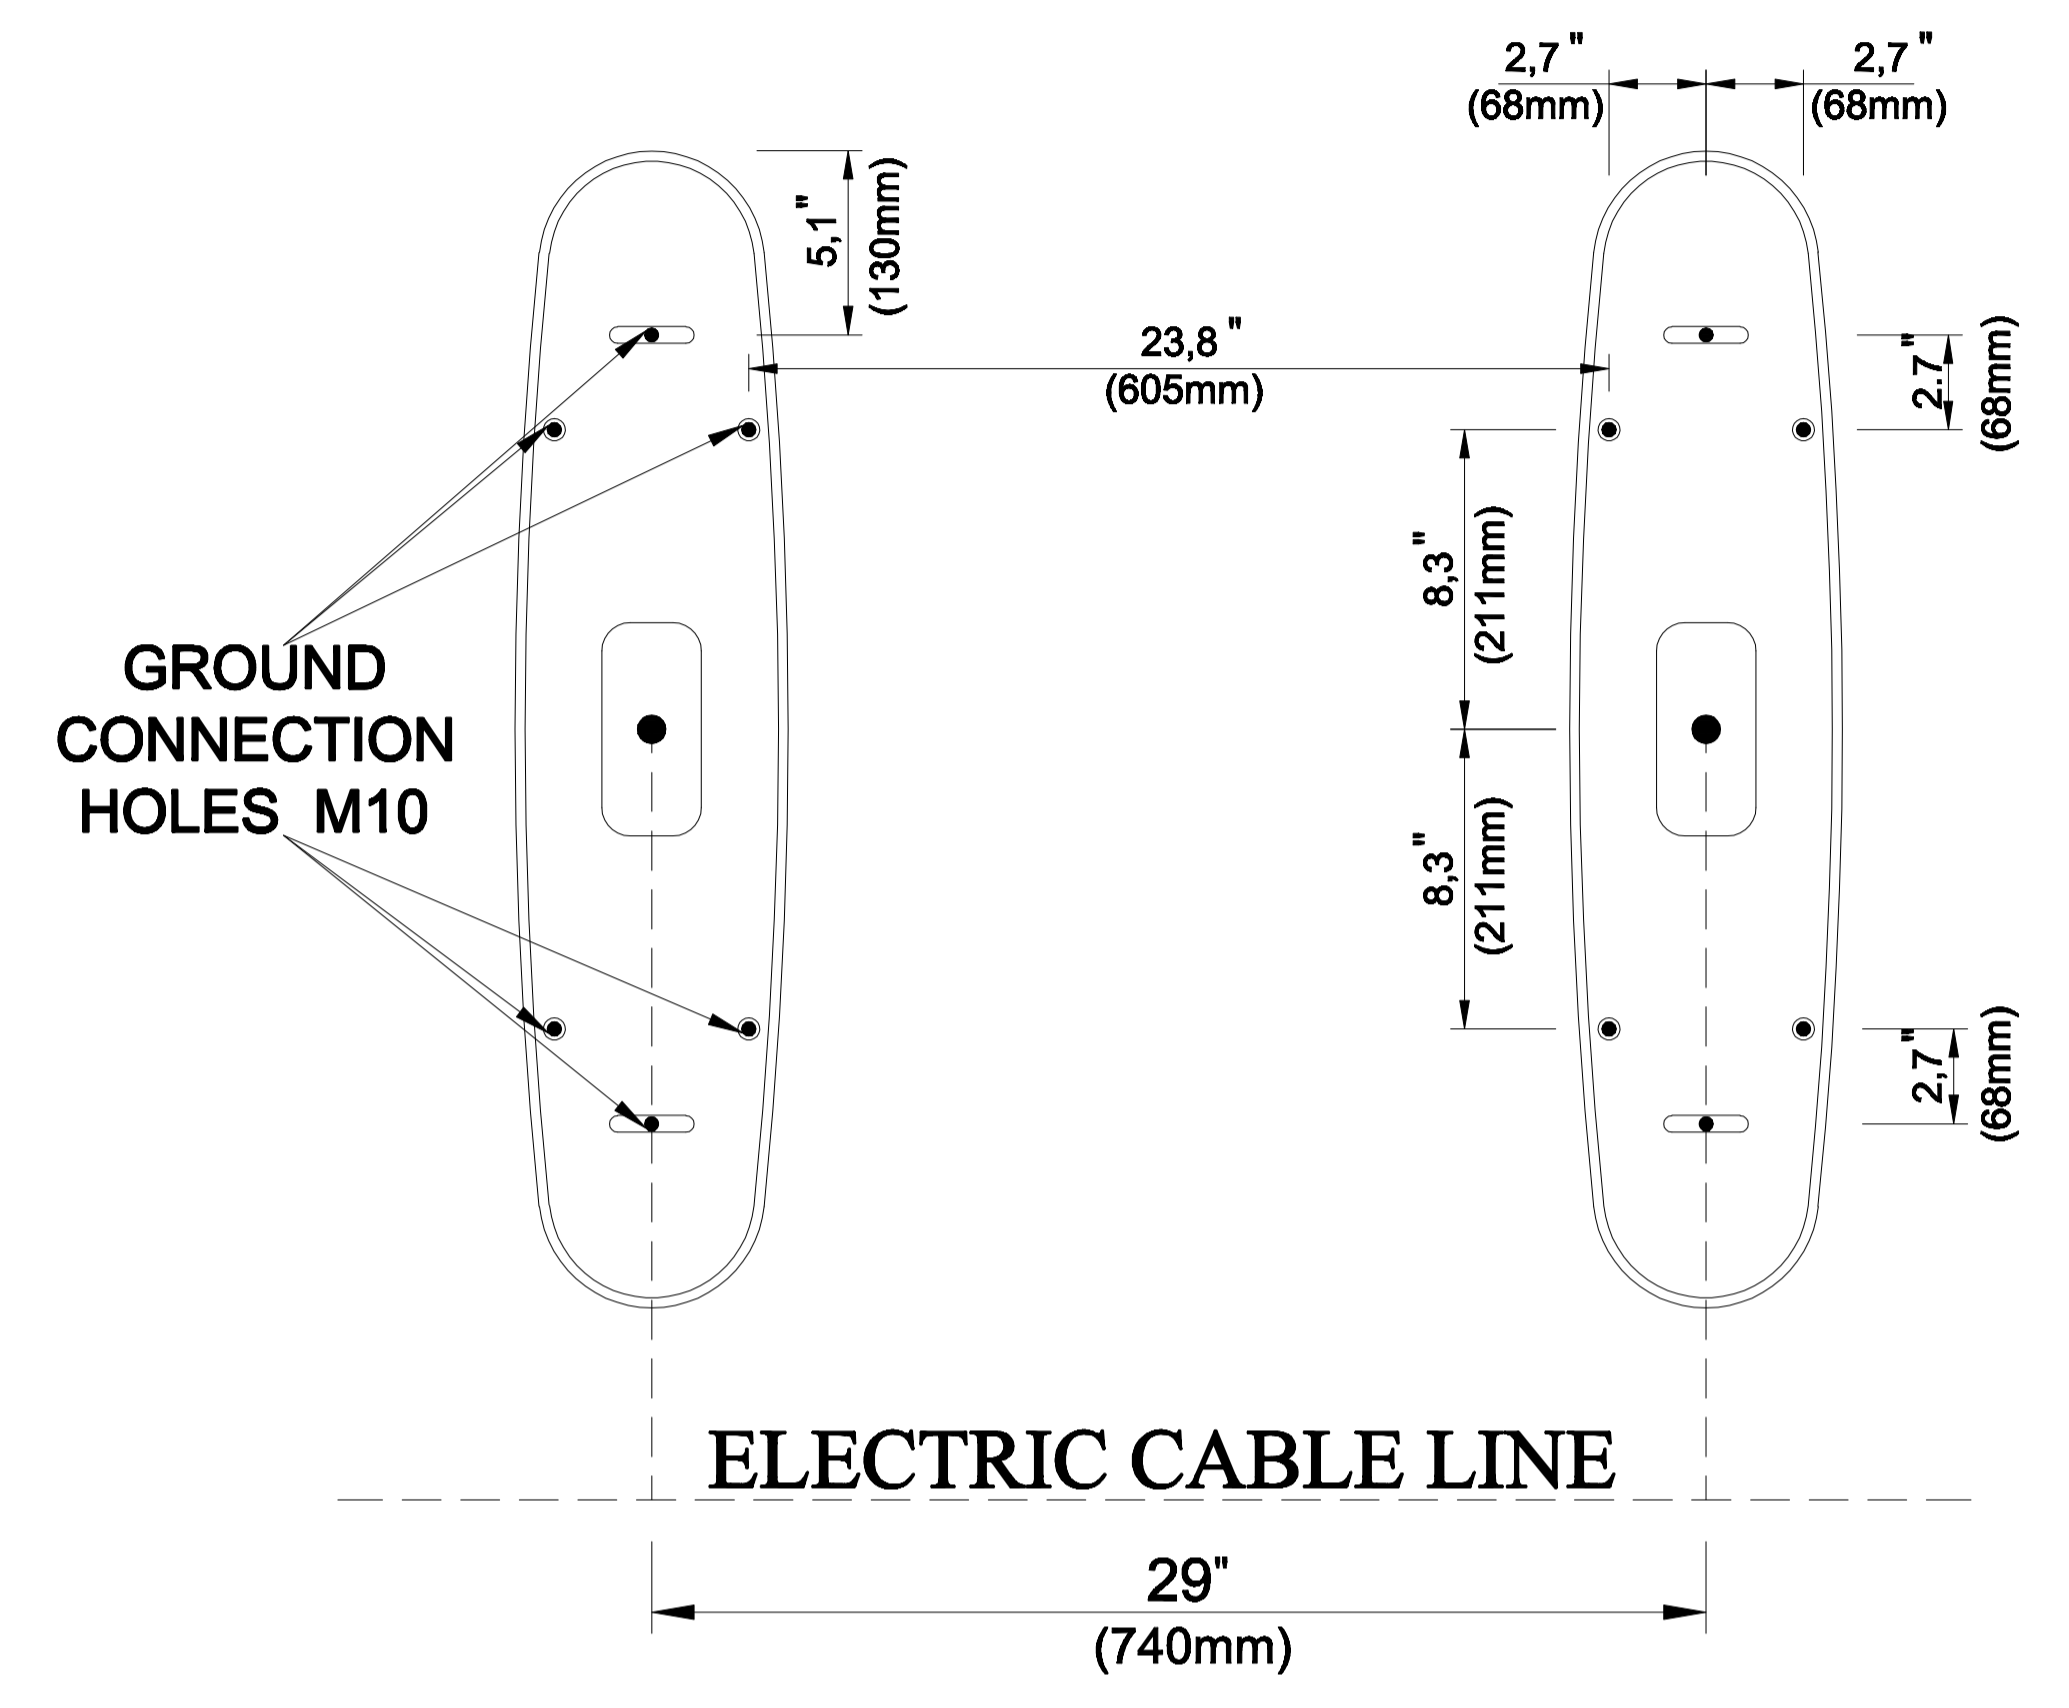 2,7" 2,7"
(68mm) (68mm)
5,1"
(130mm)
23,8"
(605mm)
2.7"
(68mm)
8,3"
(211mm)
GROUND
CONNECTION
HOLES M10
8,3"
(211mm)
2,7"
(68mm)
ELECTRIC CABLE LINE
29"
(740mm)